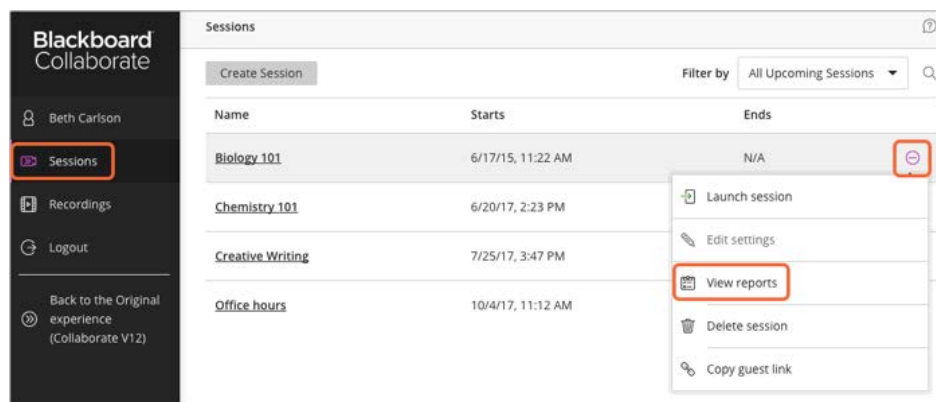 Blackboard
Collaborate
Beth Carlson
Sessions
Recordings
Logout
Back to the Original
experience
(Collaborate V12)
Sessions
Create Session
Filter by All Upcoming Sessions
Name Starts Ends
Biology 101 6/17/15, 11:22 AM N/A
Chemistry 101 6/20/17, 2:23 PM
Creative Writing 7/25/17, 3:47 PM
Office hours 10/4/17, 11:12 AM
Launch session
Edit settings
View reports
Delete session
Copy guest link